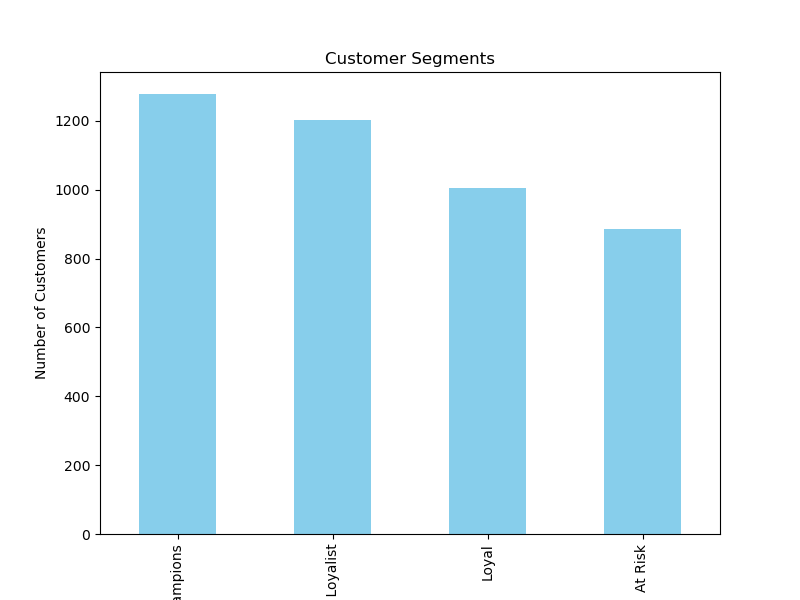 Customer Segments
Number of Customers
1200
1000
800
600
400
200
0
ampions
Loyalist
Loyal
At Risk